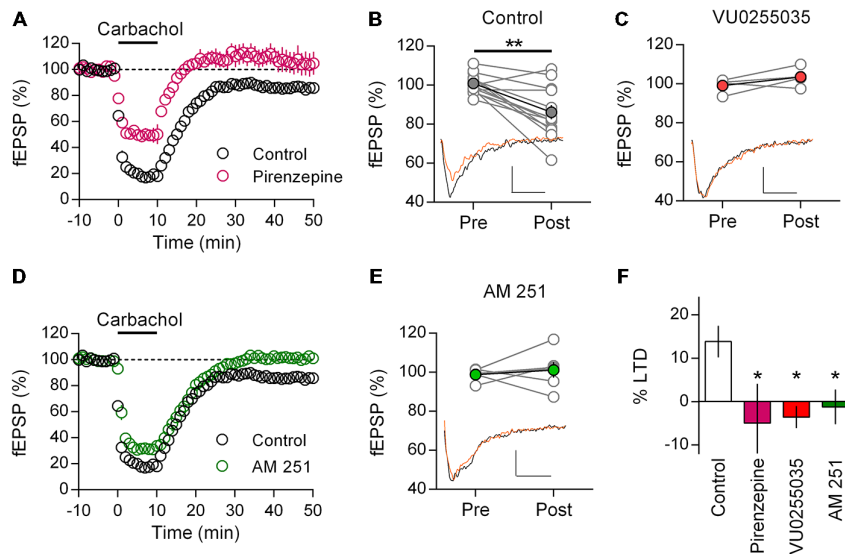 A
Carbachol
120
100
80
60
40
20
0
fEPSP (%)
Control
Pirenzepine
-10 0 10 20 30 40 50
Time (min)
B
Control
**
120
100
80
60
40
fEPSP (%)
Pre Post
C
VU0255035
120
100
80
60
40
fEPSP (%)
Pre Post
D
Carbachol
120
100
80
60
40
20
0
fEPSP (%)
Control
AM 251
-10 0 10 20 30 40 50
Time (min)
E
AM 251
120
100
80
60
40
fEPSP (%)
Pre Post
F
20
10
0
-10
% LTD
* * *
Control
Pirenzepine
VU0255035
AM 251